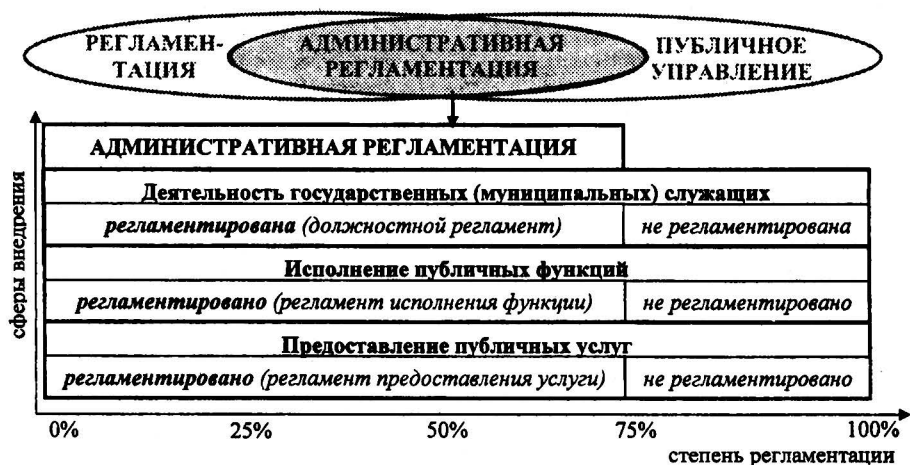 РЕГЛАМЕН-
ТАЦИЯ
АДМИНИСТРАТИВНАЯ
РЕГЛАМЕНТАЦИЯ
ПУБЛИЧНОЕ
УПРАВЛЕНИЕ
АДМИНИСТРАТИВНАЯ РЕГЛАМЕНТАЦИЯ
Деятельность государственных (муниципальных) служащих
регламентирована (должностной регламент) не регламентирована
Исполнение публичных функций
регламентировано (регламент исполнения функции) не регламентировано
Предоставление публичных услуг
регламентировано (регламент предоставления услуги) не регламентировано
сферы внедрения
0% 25% 50% 75% 100%
степень регламентации